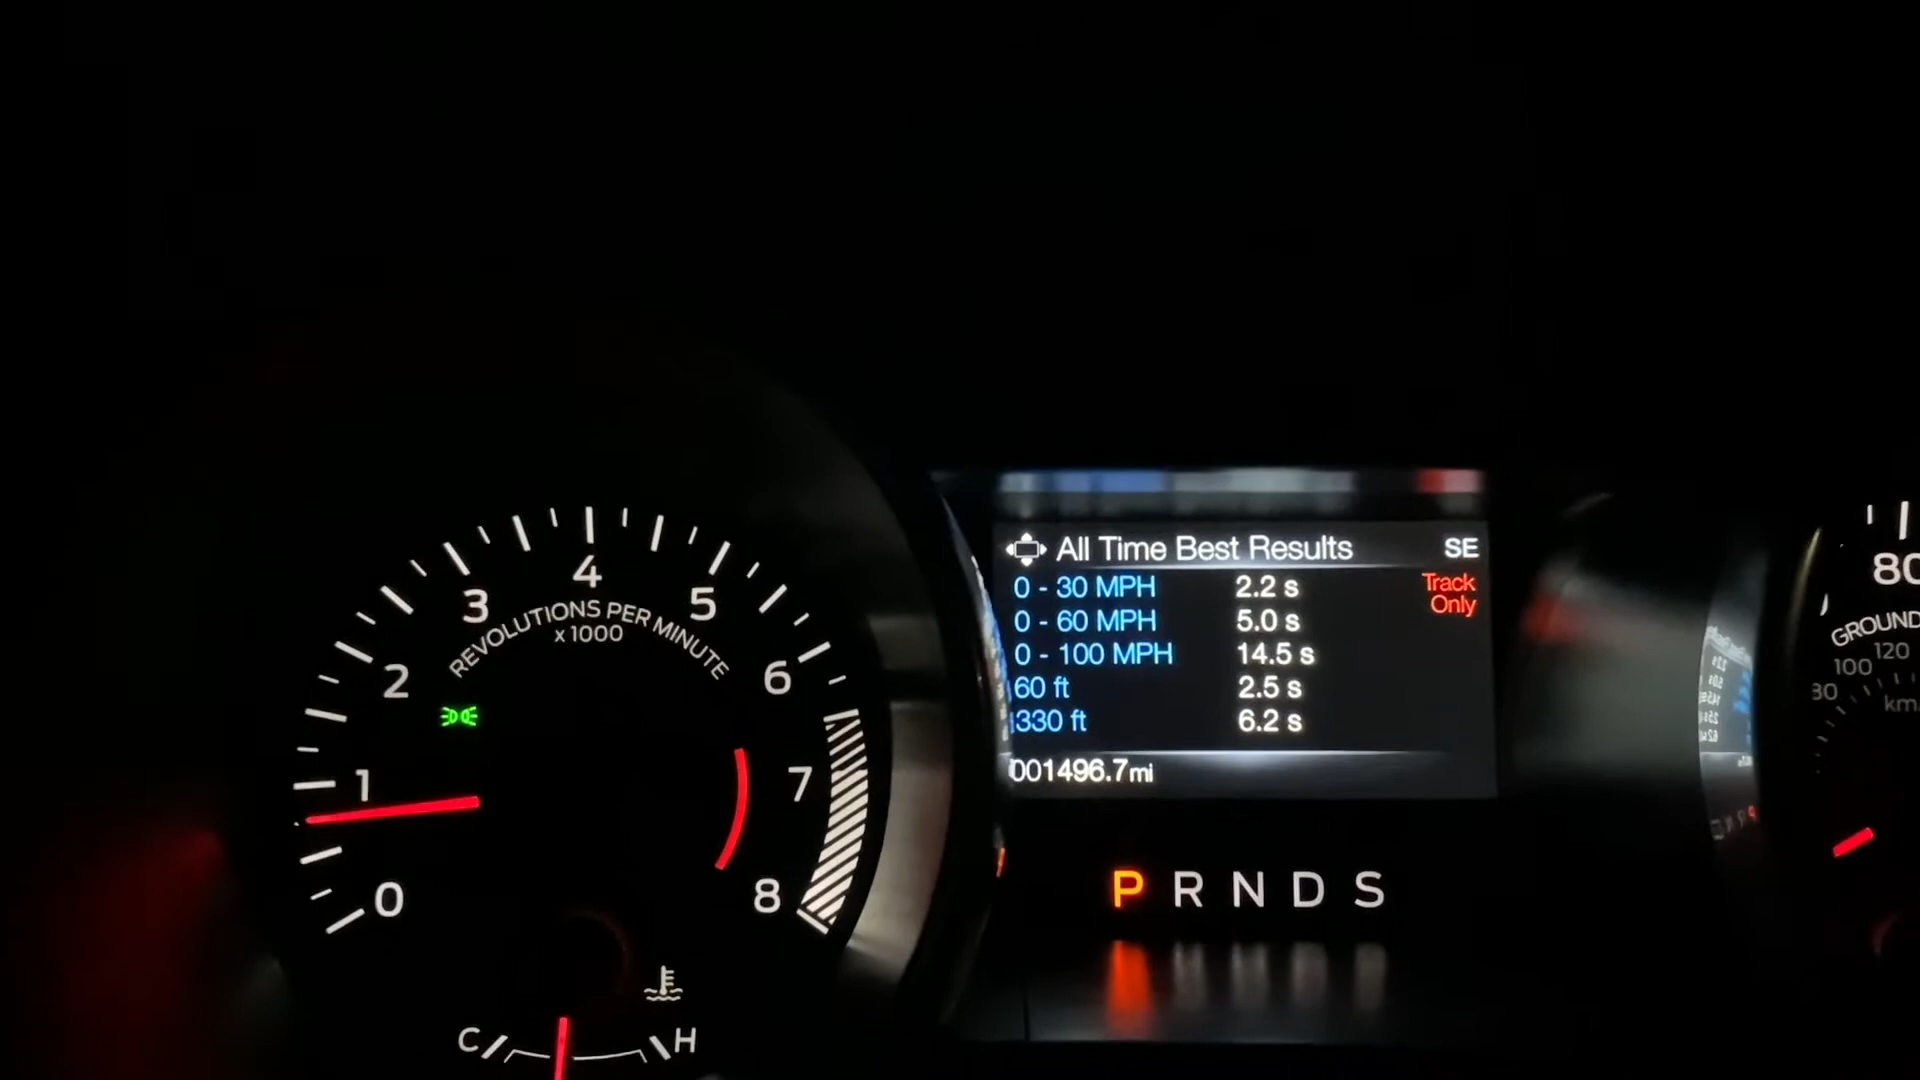 All Time Best Results SE
0 - 30 MPH 2.2 s Track
Only
0 - 60 MPH 5.0 s
0 - 100 MPH 14.5 s
60 ft 2.5 s
330 ft 6.2 s
001496.7mi
P R N D S
0
1
2
3
4
5
6
7
8
REVOLUTIONS PER MINUTE
x 1000
C H
80
GROUND
80 100 120
km